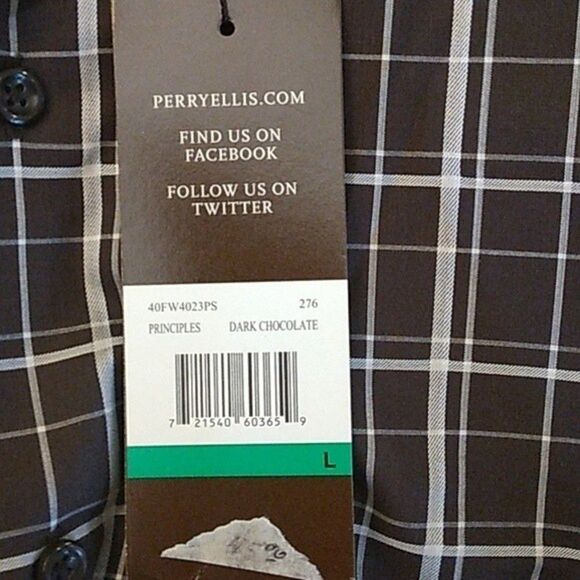 PERRYELLIS.COM
FIND US ON
FACEBOOK
FOLLOW US ON
TWITTER
40FW4023PS 276
PRINCIPLES DARK CHOCOLATE
7 21540 60365 9
L